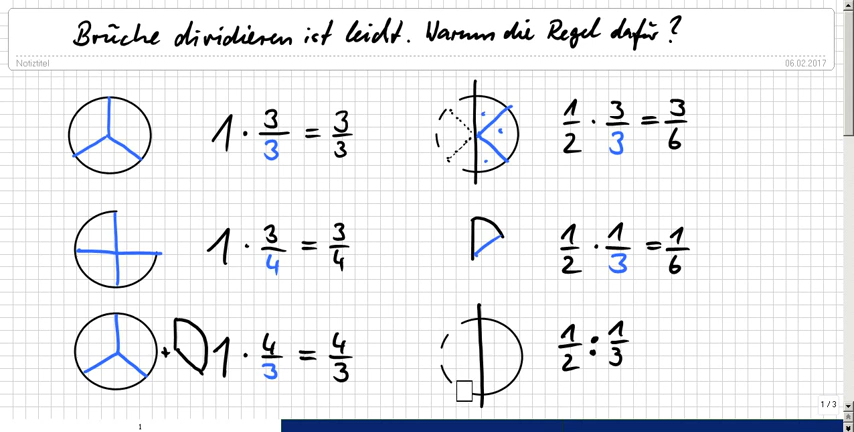 Brüche dividieren ist leicht. Warum die Regel dafür?
Notiztitel
06.02.2017
1 · 3/3 = 3/3
1/2 · 3/3 = 3/6
1 · 3/4 = 3/4
1/2 · 1/3 = 1/6
+ 1 · 4/3 = 4/3
1/2 : 1/3
1 / 3
1